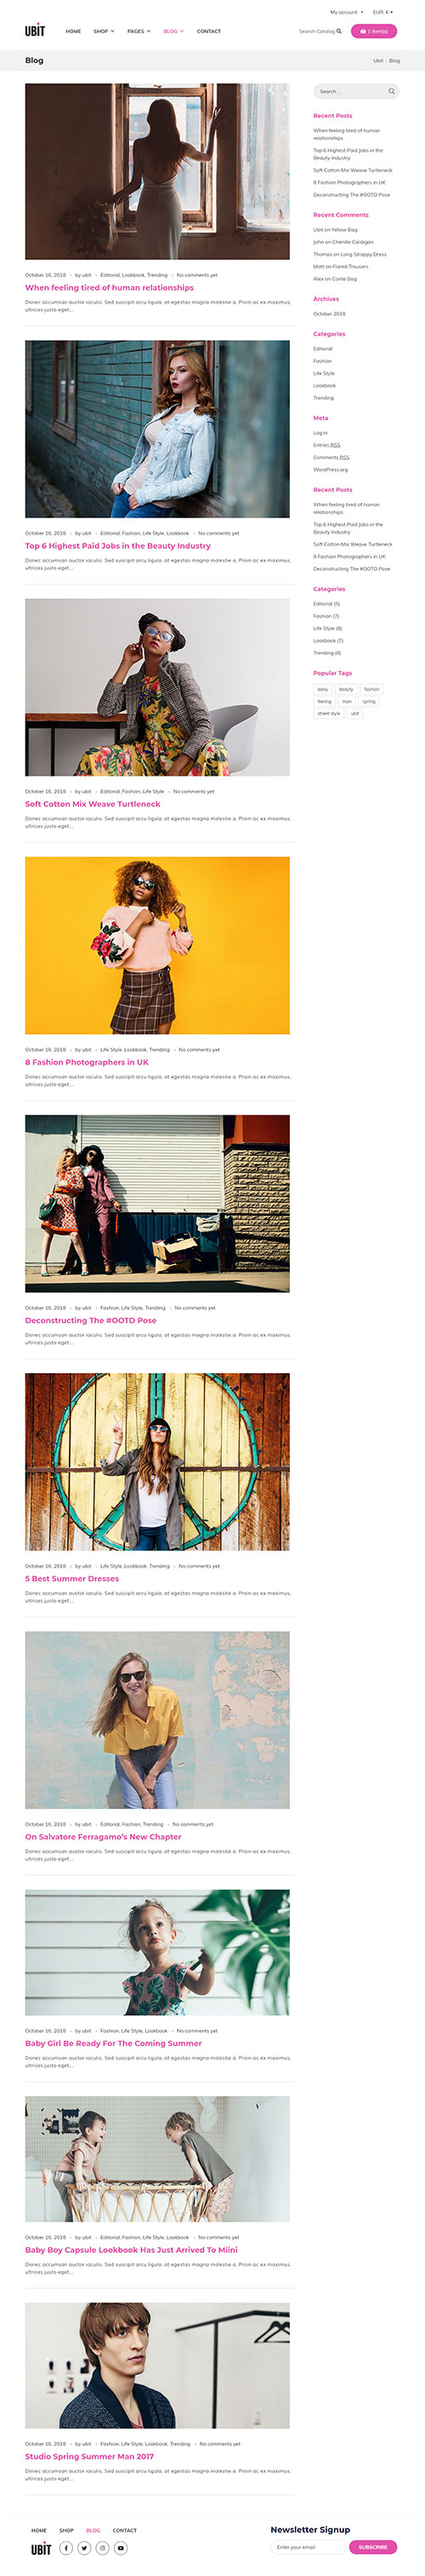 My account EUR, €
UBIT HOME SHOP PAGES BLOG CONTACT Search Catalog 1 item(s)
Blog Ubit Blog
October 16, 2018 by ubit Editorial, Lookbook, Trending No comments yet
When feeling tired of human relationships
Donec accumsan auctor iaculis. Sed suscipit arcu ligula, at egestas magna molestie a. Proin ac ex maximus,
ultrices justo eget,...
October 16, 2018 by ubit Editorial, Fashion, Life Style, Lookbook No comments yet
Top 6 Highest Paid Jobs in the Beauty Industry
Donec accumsan auctor iaculis. Sed suscipit arcu ligula, at egestas magna molestie a. Proin ac ex maximus,
ultrices justo eget,...
October 16, 2018 by ubit Editorial, Fashion, Life Style No comments yet
Soft Cotton Mix Weave Turtleneck
Donec accumsan auctor iaculis. Sed suscipit arcu ligula, at egestas magna molestie a. Proin ac ex maximus,
ultrices justo eget,...
October 16, 2018 by ubit Life Style, Lookbook, Trending No comments yet
8 Fashion Photographers in UK
Donec accumsan auctor iaculis. Sed suscipit arcu ligula, at egestas magna molestie a. Proin ac ex maximus,
ultrices justo eget,...
October 16, 2018 by ubit Fashion, Life Style, Trending No comments yet
Deconstructing The #OOTD Pose
Donec accumsan auctor iaculis. Sed suscipit arcu ligula, at egestas magna molestie a. Proin ac ex maximus,
ultrices justo eget,...
October 16, 2018 by ubit Life Style, Lookbook, Trending No comments yet
5 Best Summer Dresses
Donec accumsan auctor iaculis. Sed suscipit arcu ligula, at egestas magna molestie a. Proin ac ex maximus,
ultrices justo eget,...
October 16, 2018 by ubit Editorial, Fashion, Trending No comments yet
On Salvatore Ferragamo's New Chapter
Donec accumsan auctor iaculis. Sed suscipit arcu ligula, at egestas magna molestie a. Proin ac ex maximus,
ultrices justo eget,...
October 16, 2018 by ubit Fashion, Life Style, Lookbook No comments yet
Baby Girl Be Ready For The Coming Summer
Donec accumsan auctor iaculis. Sed suscipit arcu ligula, at egestas magna molestie a. Proin ac ex maximus,
ultrices justo eget,...
October 16, 2018 by ubit Editorial, Fashion, Life Style, Lookbook No comments yet
Baby Boy Capsule Lookbook Has Just Arrived To Miini
Donec accumsan auctor iaculis. Sed suscipit arcu ligula, at egestas magna molestie a. Proin ac ex maximus,
ultrices justo eget,...
October 16, 2018 by ubit Fashion, Life Style, Lookbook, Trending No comments yet
Studio Spring Summer Man 2017
Donec accumsan auctor iaculis. Sed suscipit arcu ligula, at egestas magna molestie a. Proin ac ex maximus,
ultrices justo eget,...
Search ...
Recent Posts
When feeling tired of human
relationships
Top 6 Highest Paid Jobs in the
Beauty Industry
Soft Cotton Mix Weave Turtleneck
8 Fashion Photographers in UK
Deconstructing The #OOTD Pose
Recent Comments
Ubit on Yellow Bag
John on Chenille Cardigan
Thomas on Long Strappy Dress
Matt on Flared Trousers
Alex on Conte Bag
Archives
October 2018
Categories
Editorial
Fashion
Life Style
Lookbook
Trending
Meta
Log in
Entries RSS
Comments RSS
WordPress.org
Recent Posts
When feeling tired of human
relationships
Top 6 Highest Paid Jobs in the
Beauty Industry
Soft Cotton Mix Weave Turtleneck
8 Fashion Photographers in UK
Deconstructing The #OOTD Pose
Categories
Editorial (5)
Fashion (7)
Life Style (8)
Lookbook (7)
Trending (6)
Popular Tags
baby beauty fashion
feeling man spring
street style ubit
HOME SHOP BLOG CONTACT
UBIT
Newsletter Signup
Enter your email SUBSCRIBE